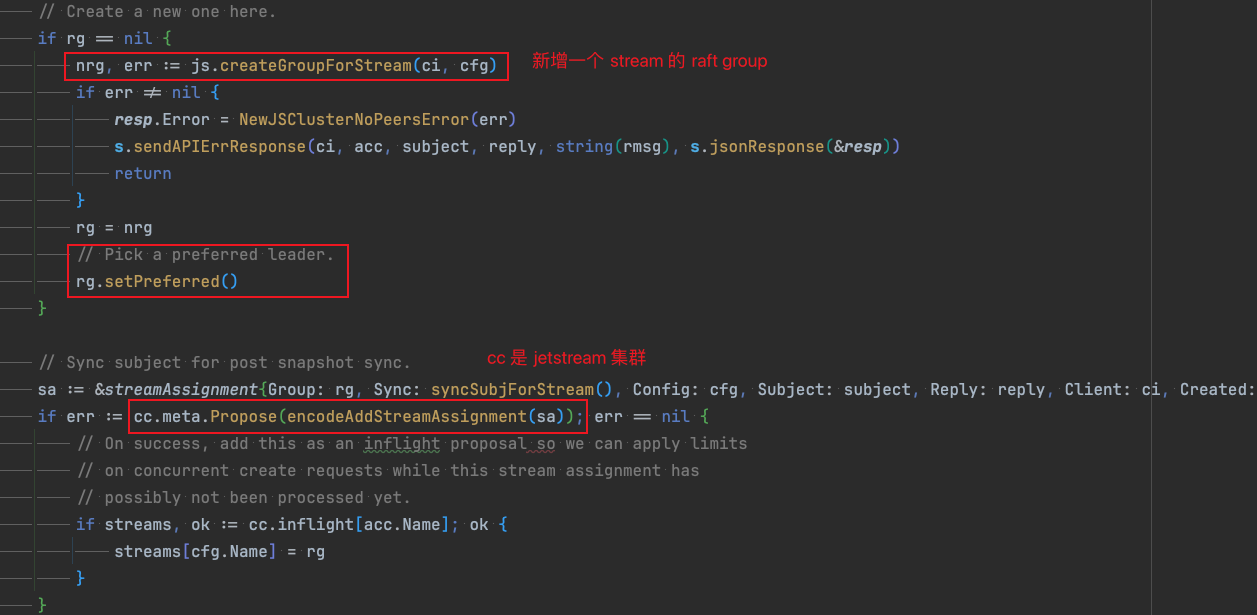 // Create a new one here.
if rg == nil {
nrg, err := js.createGroupForStream(ci, cfg) 新增一个 stream 的 raft group
if err != nil {
resp.Error = NewJSClusterNoPeersError(err)
s.sendAPIErrResponse(ci, acc, subject, reply, string(rmsg), s.jsonResponse(&resp))
return
}
rg = nrg
// Pick a preferred leader.
rg.setPreferred()
}
// Sync subject for post snapshot sync. cc 是 jetstream 集群
sa := &streamAssignment{Group: rg, Sync: syncSubjForStream(), Config: cfg, Subject: subject, Reply: reply, Client: ci, Created:
if err := cc.meta.Propose(encodeAddStreamAssignment(sa)); err == nil {
// On success, add this as an inflight proposal so we can apply limits
// on concurrent create requests while this stream assignment has
// possibly not been processed yet.
if streams, ok := cc.inflight[acc.Name]; ok {
streams[cfg.Name] = rg
}
}